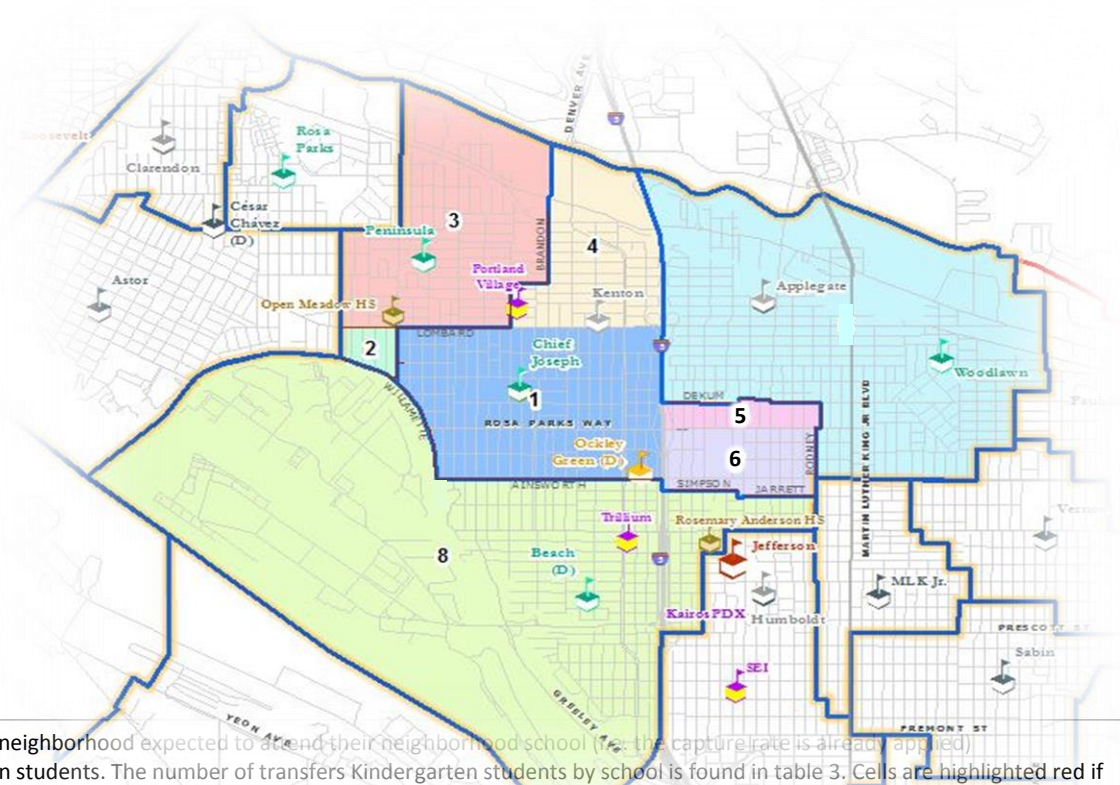 DENVER AVE
Roosevelt
Clarendon
Rosa
Parks
César
Chávez
(D)
Peninsula
3
BRANDON
4
Portland
Village
Astor
Open Meadow HS
Kenton
Applegate
LOMBARD
2
Chief
Joseph
1
Woodlawn
WILLAMETTE
DEKUM
5
ROSA PARKS WAY
Ockley
Green (D)
6
RODNEY
MARTIN LUTHER KING JR BLVD
AINSWORTH
SIMPSON
JARRETT
Trillium
Rosemary Anderson HS
8
Beach
(D)
Jefferson
MLK Jr.
KairosPDX
Humboldt
PRESCOTT ST
Sabin
SEI
GREELEY AVE
YEON AVE
FREMONT ST
neighborhood expected to attend their neighborhood school (i.e. the capture rate is already applied)
n students. The number of transfers Kindergarten students by school is found in table 3. Cells are highlighted red if